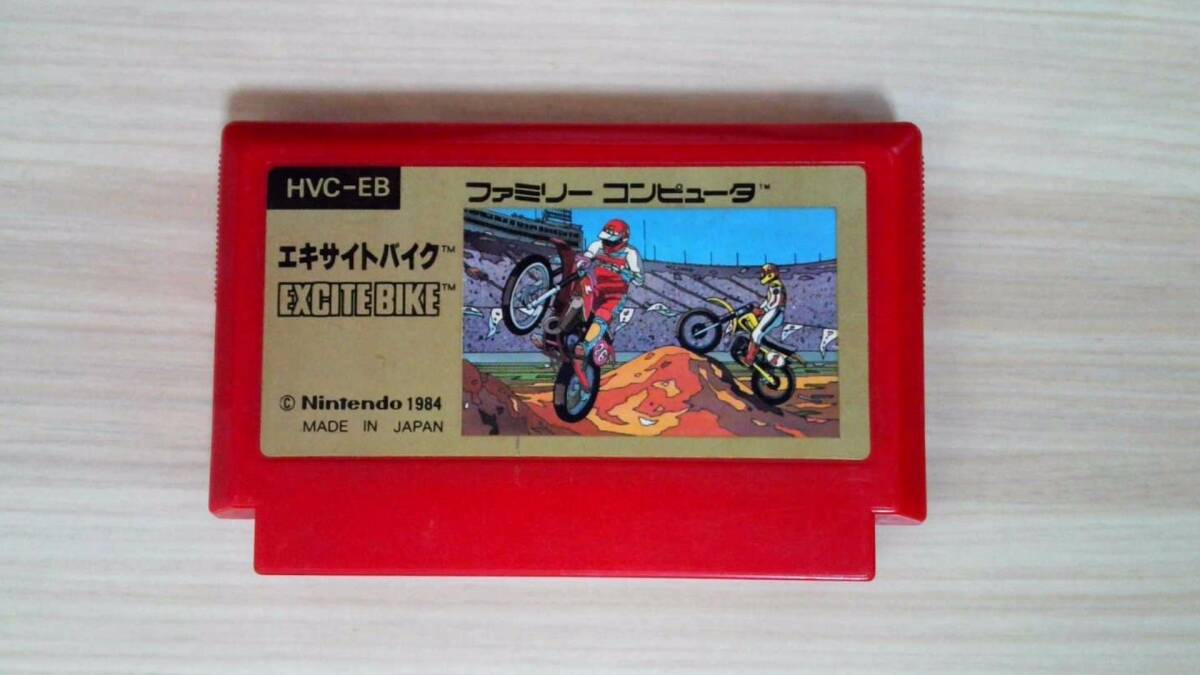 HVC-EB
ファミリー コンピュータ™
エキサイトバイク™
EXCITEBIKE™
© Nintendo 1984
MADE IN JAPAN